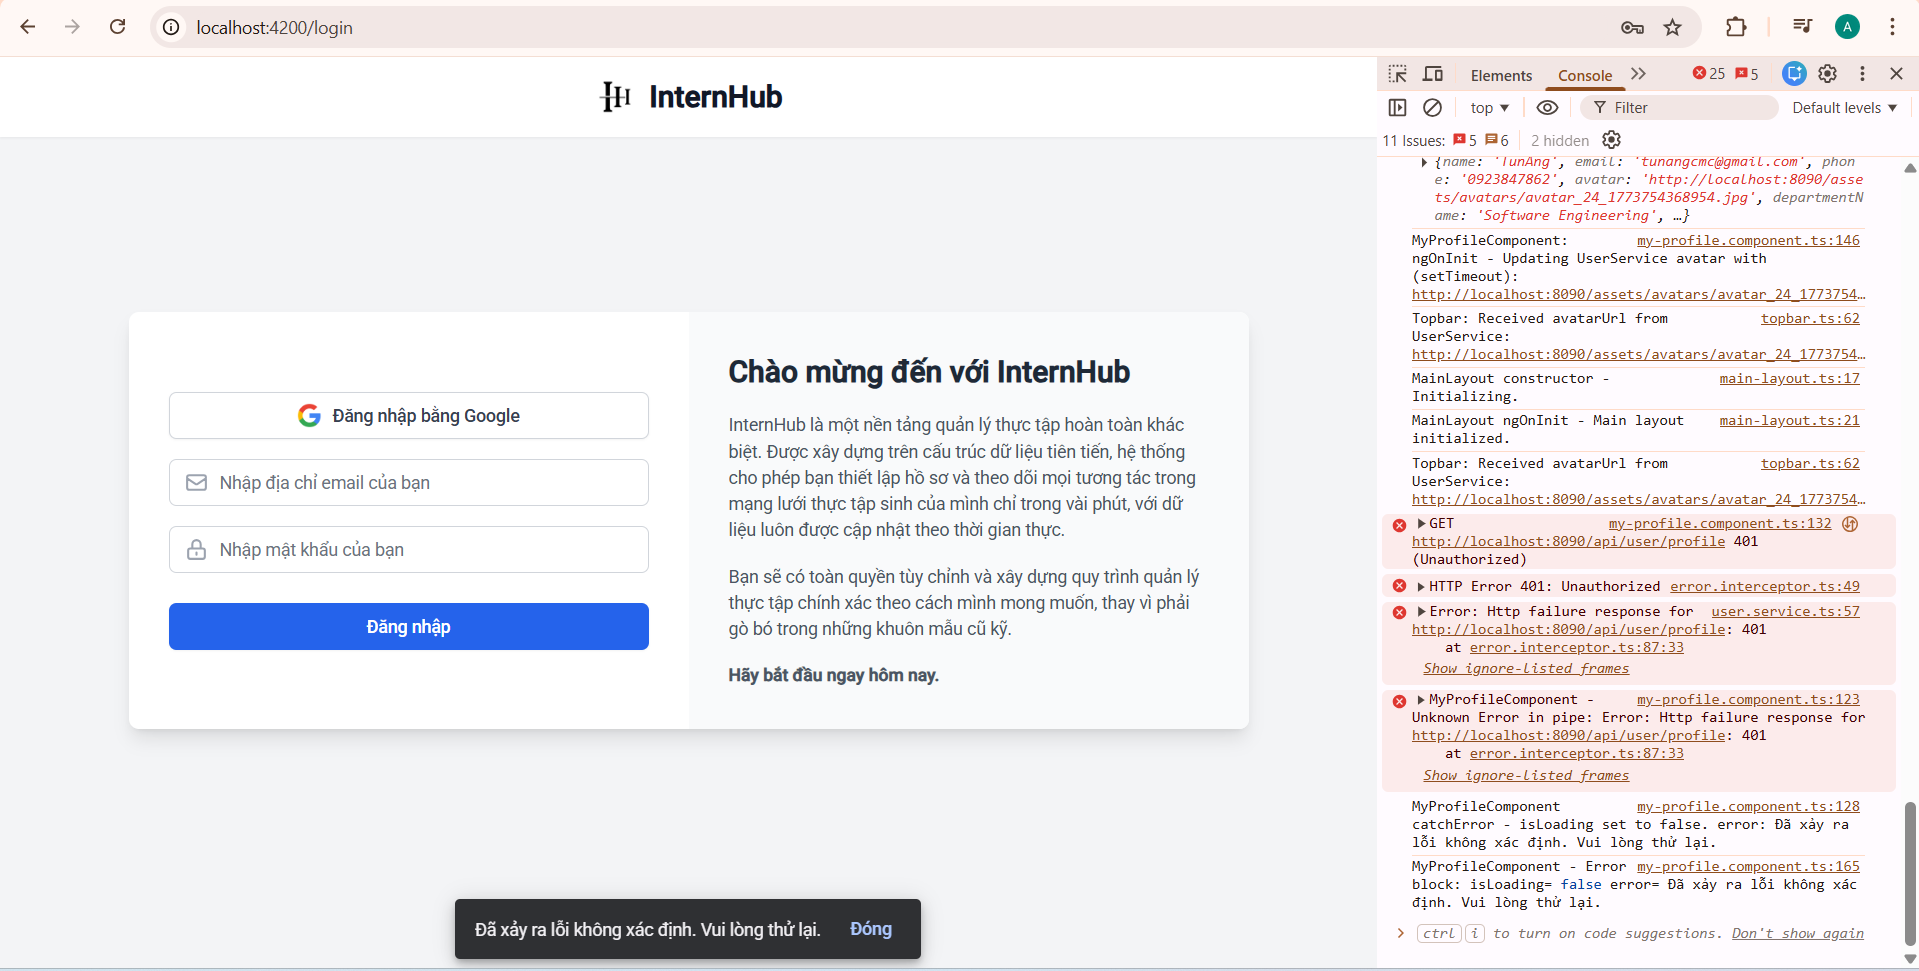 localhost:4200/login
A
InternHub
Đăng nhập bằng Google
Nhập địa chỉ email của bạn
Nhập mật khẩu của bạn
Đăng nhập
Chào mừng đến với InternHub
InternHub là một nền tảng quản lý thực tập hoàn toàn khác
biệt. Được xây dựng trên cấu trúc dữ liệu tiên tiến, hệ thống
cho phép bạn thiết lập hồ sơ và theo dõi mọi tương tác trong
mạng lưới thực tập sinh của mình chỉ trong vài phút, với dữ
liệu luôn được cập nhật theo thời gian thực.
Bạn sẽ có toàn quyền tùy chỉnh và xây dựng quy trình quản lý
thực tập chính xác theo cách mình mong muốn, thay vì phải
gò bó trong những khuôn mẫu cũ kỹ.
Hãy bắt đầu ngay hôm nay.
Đã xảy ra lỗi không xác định. Vui lòng thử lại. Đóng
Elements Console 25 5
top Filter Default levels
11 Issues: 5 6 2 hidden
{name: 'TunAng', email: 'tunangcmc@gmail.com', phon
e: '0923847862', avatar: 'http://localhost:8090/asse
ts/avatars/avatar_24_1773754368954.jpg', departmentN
ame: 'Software Engineering', …}
MyProfileComponent: my-profile.component.ts:146
ngOnInit - Updating UserService avatar with
(setTimeout):
http://localhost:8090/assets/avatars/avatar_24_1773754…
Topbar: Received avatarUrl from topbar.ts:62
UserService:
http://localhost:8090/assets/avatars/avatar_24_1773754…
MainLayout constructor - main-layout.ts:17
Initializing.
MainLayout ngOnInit - Main layout main-layout.ts:21
initialized.
Topbar: Received avatarUrl from topbar.ts:62
UserService:
http://localhost:8090/assets/avatars/avatar_24_1773754…
GET my-profile.component.ts:132
http://localhost:8090/api/user/profile 401
(Unauthorized)
HTTP Error 401: Unauthorized error.interceptor.ts:49
Error: Http failure response for user.service.ts:57
http://localhost:8090/api/user/profile: 401
at error.interceptor.ts:87:33
Show ignore-listed frames
MyProfileComponent - my-profile.component.ts:123
Unknown Error in pipe: Error: Http failure response for
http://localhost:8090/api/user/profile: 401
at error.interceptor.ts:87:33
Show ignore-listed frames
MyProfileComponent my-profile.component.ts:128
catchError - isLoading set to false. error: Đã xảy ra
lỗi không xác định. Vui lòng thử lại.
MyProfileComponent - Error my-profile.component.ts:165
block: isLoading= false error= Đã xảy ra lỗi không xác
định. Vui lòng thử lại.
ctrl i to turn on code suggestions. Don't show again